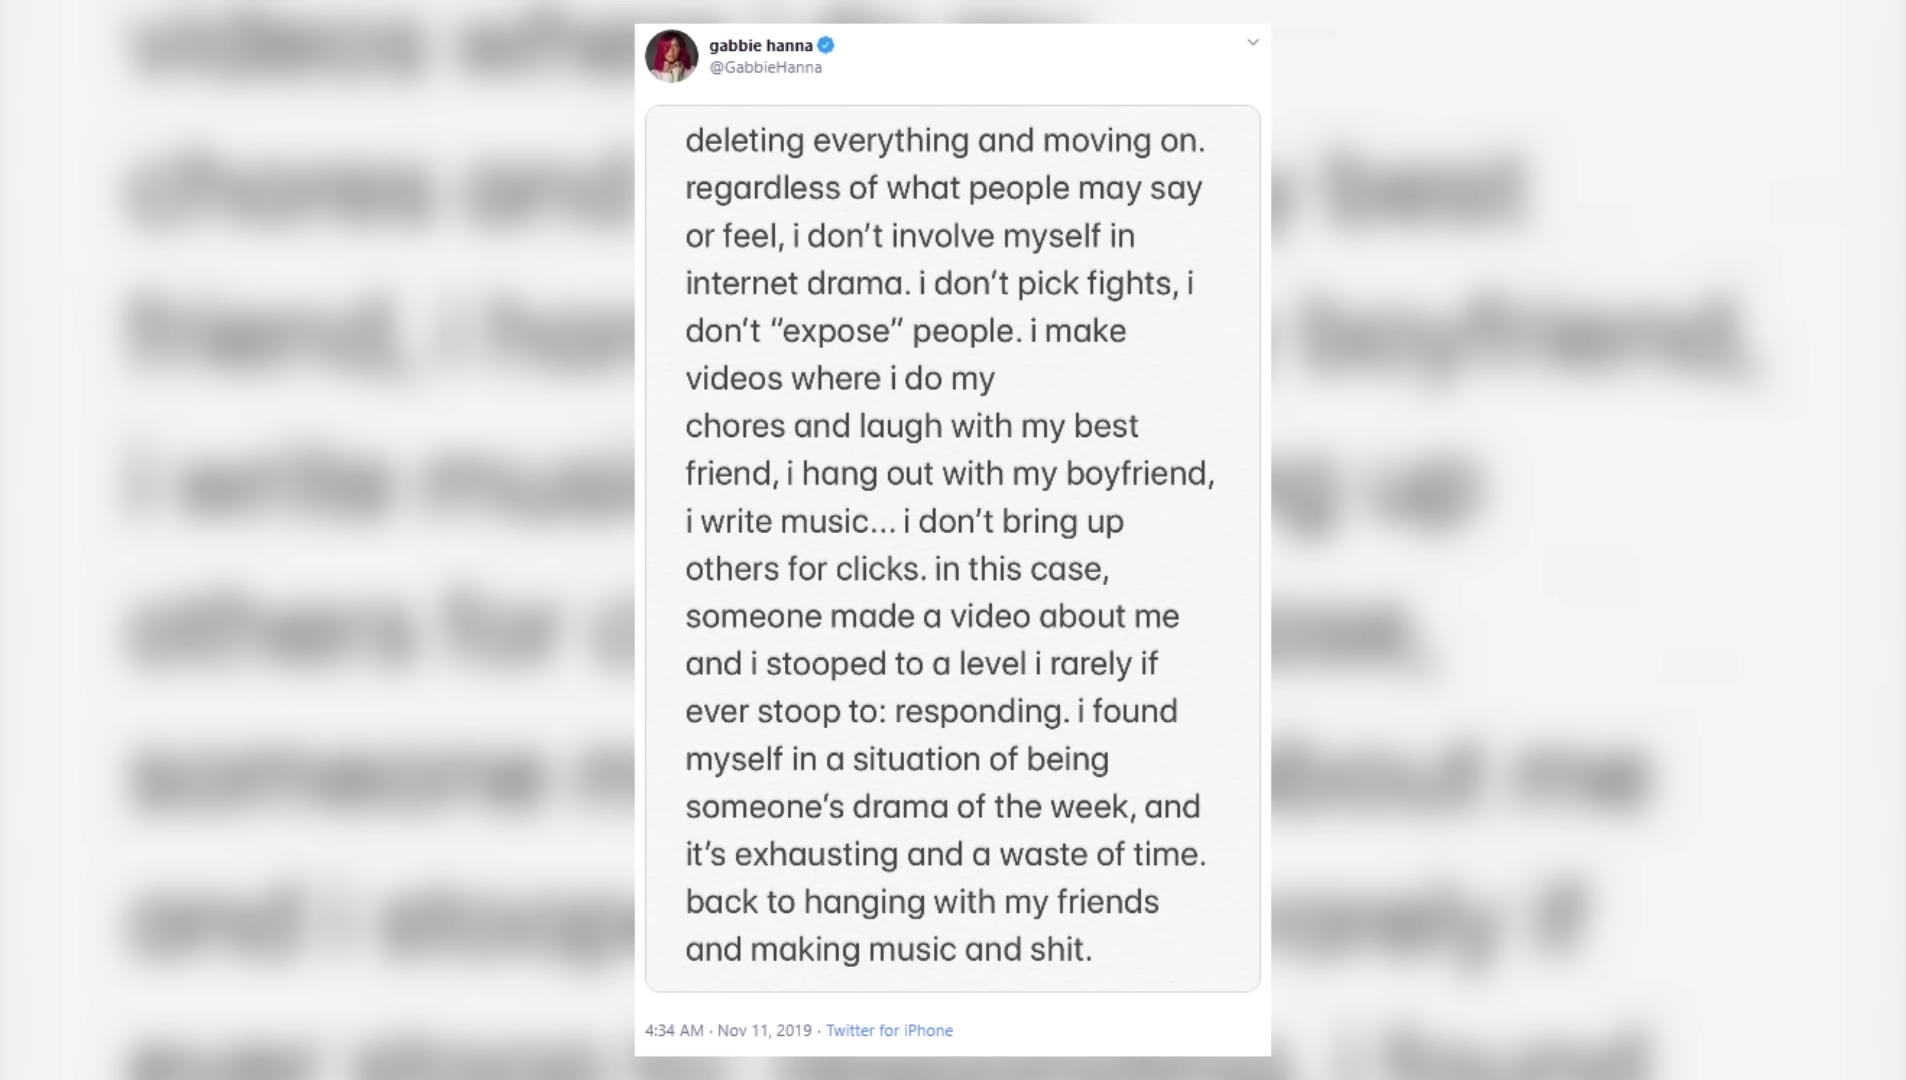 gabbie hanna
@GabbieHanna
deleting everything and moving on.
regardless of what people may say
or feel, i don’t involve myself in
internet drama. i don’t pick fights, i
don’t “expose” people. i make
videos where i do my
chores and laugh with my best
friend, i hang out with my boyfriend,
i write music... i don’t bring up
others for clicks. in this case,
someone made a video about me
and i stooped to a level i rarely if
ever stoop to: responding. i found
myself in a situation of being
someone’s drama of the week, and
it’s exhausting and a waste of time.
back to hanging with my friends
and making music and shit.
4:34 AM · Nov 11, 2019 · Twitter for iPhone